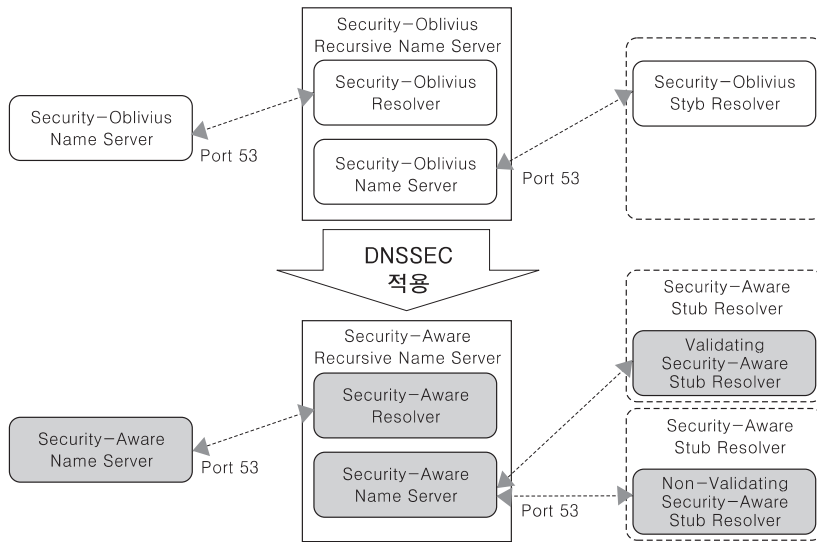 Security-Oblivius
Recursive Name Server
Security-Oblivius
Resolver
Security-Oblivius
Name Server
Security-Oblivius
Name Server
Port 53
Port 53
Security-Oblivius
Styb Resolver
DNSSEC
적용
Security-Aware
Recursive Name Server
Security-Aware
Resolver
Security-Aware
Name Server
Security-Aware
Name Server
Port 53
Port 53
Security-Aware
Stub Resolver
Validating
Security-Aware
Stub Resolver
Security-Aware
Stub Resolver
Non-Validating
Security-Aware
Stub Resolver